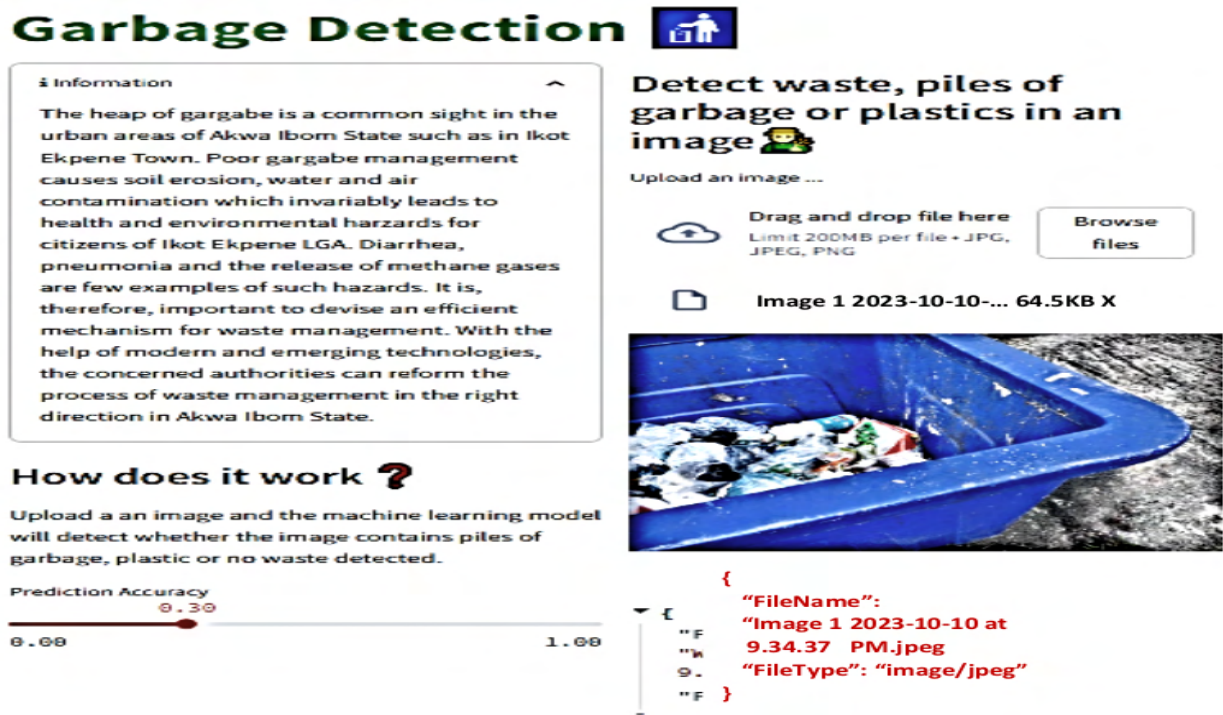 Garbage Detection
ℹ Information
The heap of gargabe is a common sight in the
urban areas of Akwa Ibom State such as in Ikot
Ekpene Town. Poor gargabe management
causes soil erosion, water and air
contamination which invariably leads to
health and environmental harzards for
citizens of Ikot Ekpene LGA. Diarrhea,
pneumonia and the release of methane gases
are few examples of such hazards. It is,
therefore, important to devise an efficient
mechanism for waste management. With the
help of modern and emerging technologies,
the concerned authorities can reform the
process of waste management in the right
direction in Akwa Ibom State.
How does it work ❓
Upload a an image and the machine learning model
will detect whether the image contains piles of
garbage, plastic or no waste detected.
Prediction Accuracy
0.30
0.00 1.00
Detect waste, piles of
garbage or plastics in an
image
Upload an image ...
Drag and drop file here
Limit 200MB per file • JPG,
JPEG, PNG
Browse
files
Image 1 2023-10-10-... 64.5KB X
{
"F
9.
"F
{
“FileName”:
“Image 1 2023-10-10 at
9.34.37 PM.jpeg
“FileType”: “image/jpeg”
}